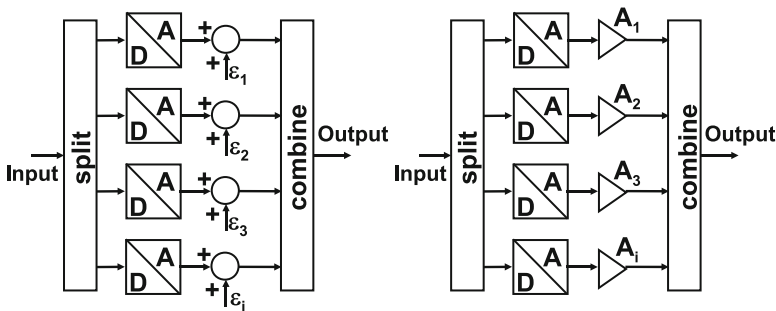 Input
split
D A
+
+
ε1
D A
+
+
ε2
D A
+
+
ε3
D A
+
+
εi
combine
Output
Input
split
D A
A1
D A
A2
D A
A3
D A
Ai
combine
Output